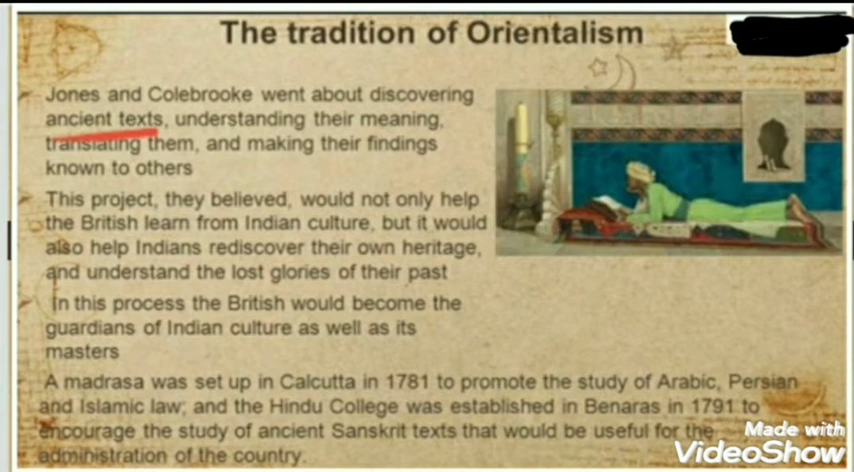 The tradition of Orientalism
Jones and Colebrooke went about discovering
ancient texts, understanding their meaning,
translating them, and making their findings
known to others
This project, they believed, would not only help
the British learn from Indian culture, but it would
also help Indians rediscover their own heritage,
and understand the lost glories of their past
In this process the British would become the
guardians of Indian culture as well as its
masters
A madrasa was set up in Calcutta in 1781 to promote the study of Arabic, Persian
and Islamic law; and the Hindu College was established in Benaras in 1791 to
encourage the study of ancient Sanskrit texts that would be useful for the
administration of the country.
Made with
VideoShow